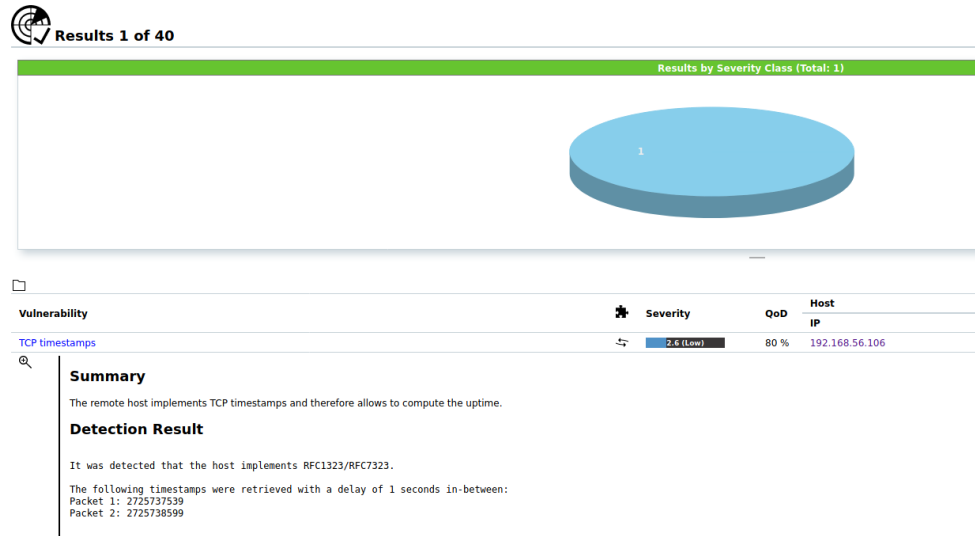 Results 1 of 40
Results by Severity Class (Total: 1)
1
Vulnerability
Severity
QoD
Host
IP
TCP timestamps
2.6 (Low)
80 %
192.168.56.106
Summary
The remote host implements TCP timestamps and therefore allows to compute the uptime.
Detection Result
It was detected that the host implements RFC1323/RFC7323.
The following timestamps were retrieved with a delay of 1 seconds in-between:
Packet 1: 2725737539
Packet 2: 2725738599